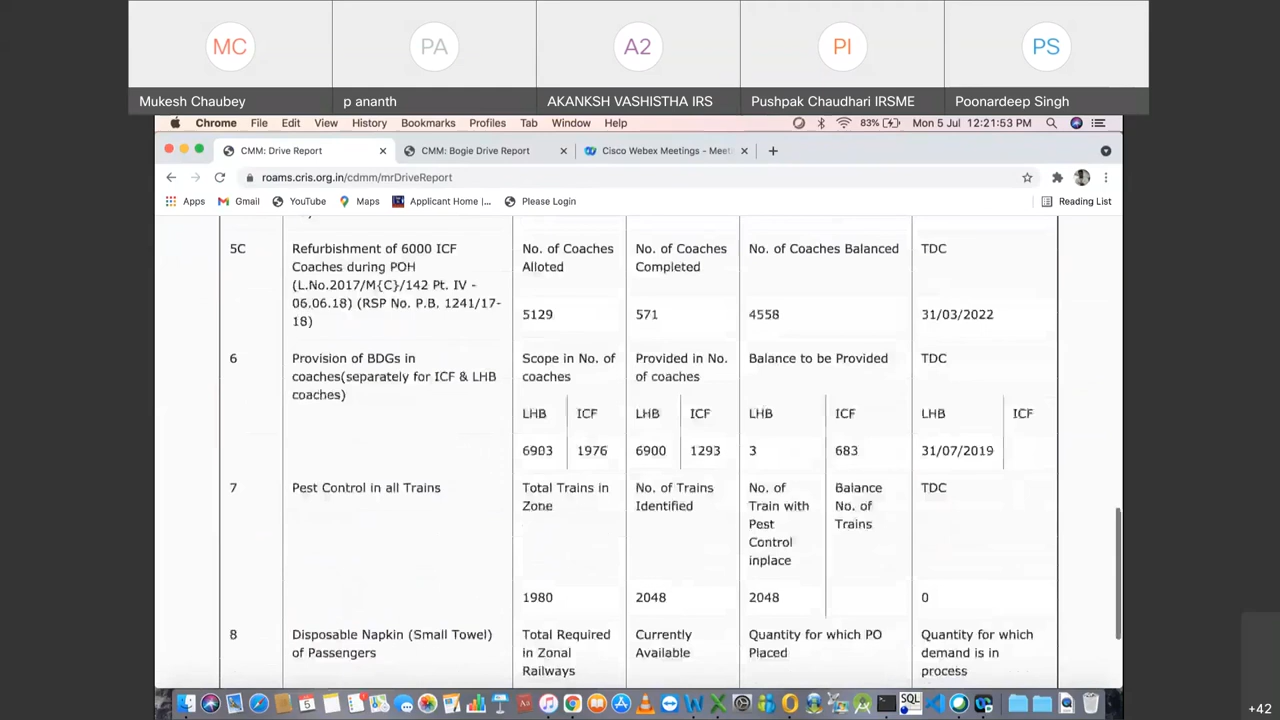 MC
PA
A2
PI
PS
Mukesh Chaubey
p ananth
AKANKSH VASHISTHA IRS
Pushpak Chaudhari IRSME
Poonardeep Singh
Chrome File Edit View History Bookmarks Profiles Tab Window Help
83% Mon 5 Jul 12:21:53 PM
CMM: Drive Report
CMM: Bogie Drive Report
Cisco Webex Meetings - Meeti
roams.cris.org.in/cdmm/mrDriveReport
Apps Gmail YouTube Maps Applicant Home |... Please Login
Reading List
5C
Refurbishment of 6000 ICF
Coaches during POH
(L.No.2017/M{C}/142 Pt. IV -
06.06.18) (RSP No. P.B. 1241/17-
18)
No. of Coaches
Alloted
No. of Coaches
Completed
No. of Coaches Balanced
TDC
5129
571
4558
31/03/2022
6
Provision of BDGs in
coaches(separately for ICF & LHB
coaches)
Scope in No. of
coaches
Provided in No.
of coaches
Balance to be Provided
TDC
LHB ICF LHB ICF LHB ICF LHB ICF
6903 1976 6900 1293 3 683 31/07/2019
7
Pest Control in all Trains
Total Trains in
Zone
No. of Trains
Identified
No. of
Train with
Pest
Control
inplace
Balance
No. of
Trains
TDC
1980 2048 2048 0
8
Disposable Napkin (Small Towel)
of Passengers
Total Required
in Zonal
Railways
Currently
Available
Quantity for which PO
Placed
Quantity for which
demand is in
process
SQL
+42